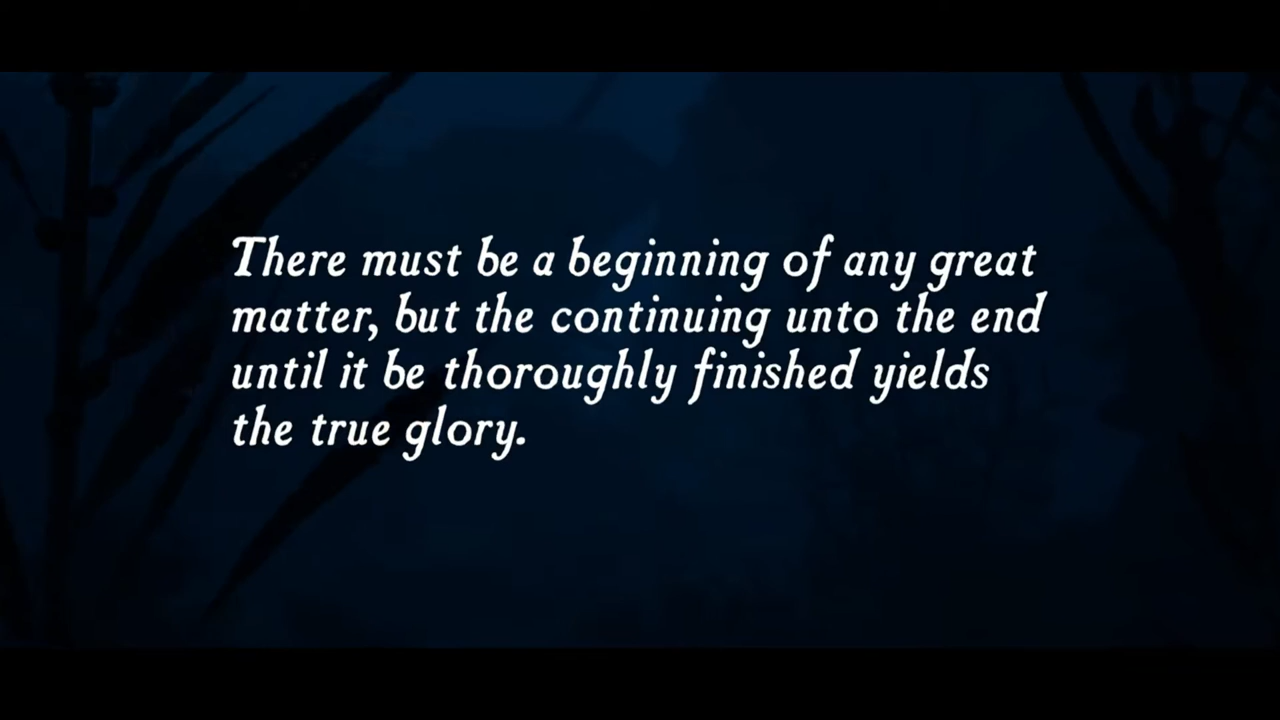 There must be a beginning of any great
matter, but the continuing unto the end
until it be thoroughly finished yields
the true glory.